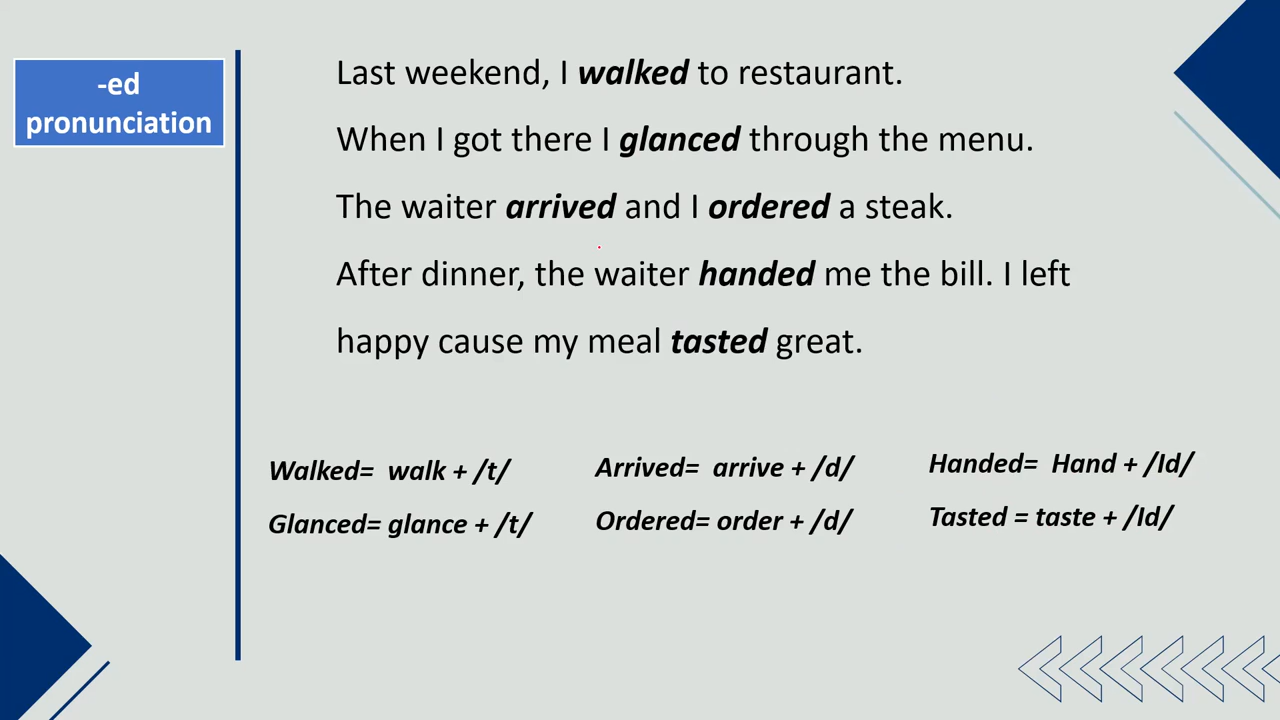 -ed
pronunciation
Last weekend, I walked to restaurant.
When I got there I glanced through the menu.
The waiter arrived and I ordered a steak.
After dinner, the waiter handed me the bill. I left
happy cause my meal tasted great.
Walked= walk + /t/
Glanced= glance + /t/
Arrived= arrive + /d/
Ordered= order + /d/
Handed= Hand + /Id/
Tasted = taste + /Id/